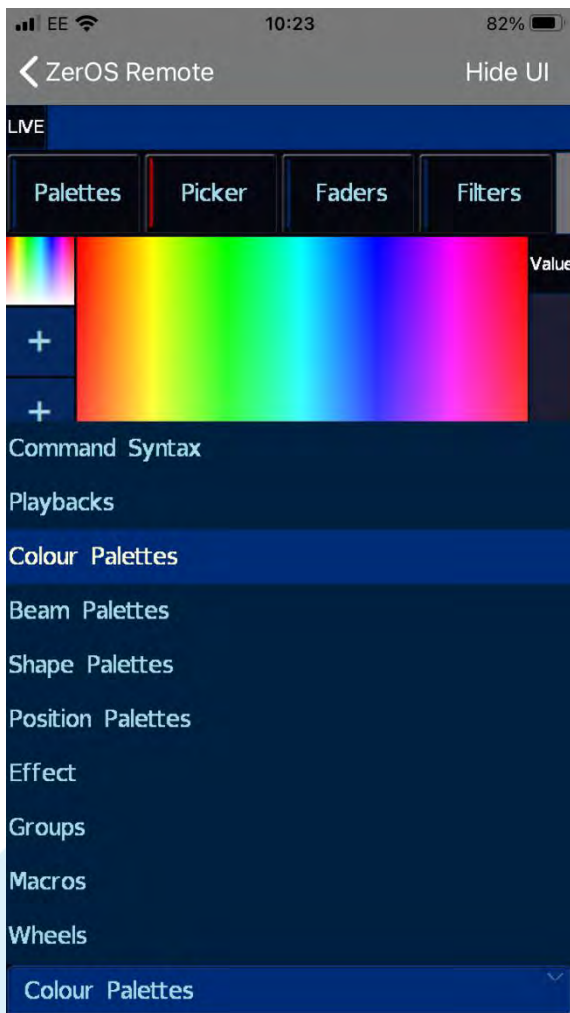 EE 10:23 82%
ZerOS Remote Hide UI
LIVE
Palettes Picker Faders Filters
Value
+
+
Command Syntax
Playbacks
Colour Palettes
Beam Palettes
Shape Palettes
Position Palettes
Effect
Groups
Macros
Wheels
Colour Palettes